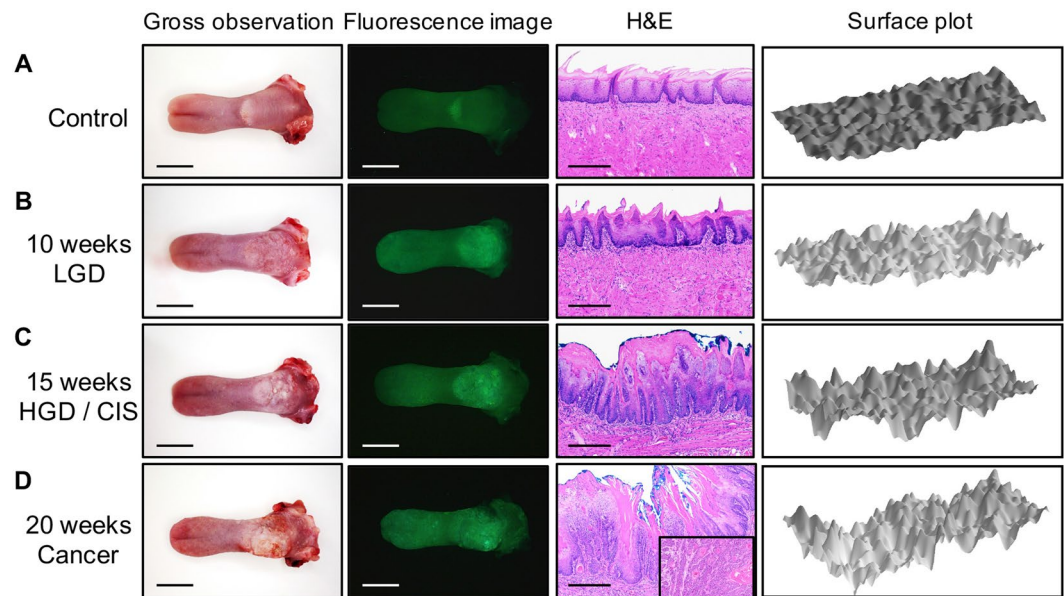 Gross observation Fluorescence image H&E Surface plot
A
Control
B
10 weeks
LGD
C
15 weeks
HGD / CIS
D
20 weeks
Cancer